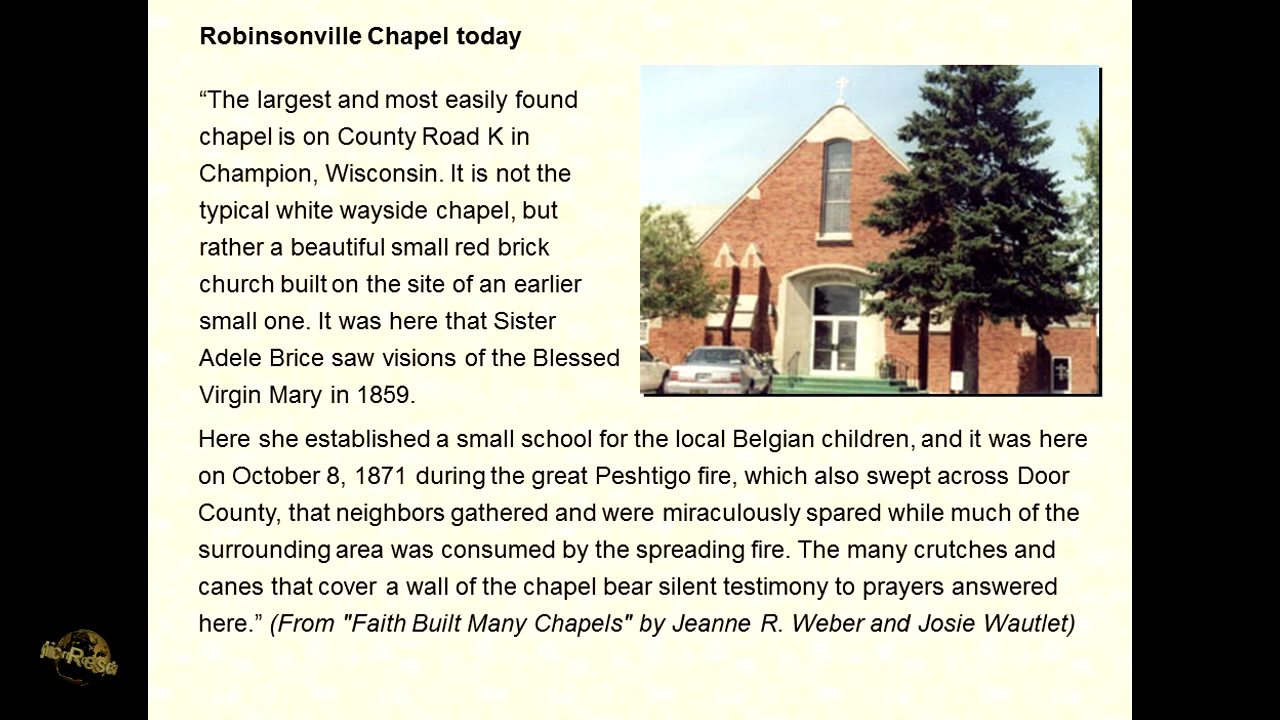 Robinsonville Chapel today
“The largest and most easily found
chapel is on County Road K in
Champion, Wisconsin. It is not the
typical white wayside chapel, but
rather a beautiful small red brick
church built on the site of an earlier
small one. It was here that Sister
Adele Brice saw visions of the Blessed
Virgin Mary in 1859.
Here she established a small school for the local Belgian children, and it was here
on October 8, 1871 during the great Peshtigo fire, which also swept across Door
County, that neighbors gathered and were miraculously spared while much of the
surrounding area was consumed by the spreading fire. The many crutches and
canes that cover a wall of the chapel bear silent testimony to prayers answered
here.” (From "Faith Built Many Chapels" by Jeanne R. Weber and Josie Wautlet)